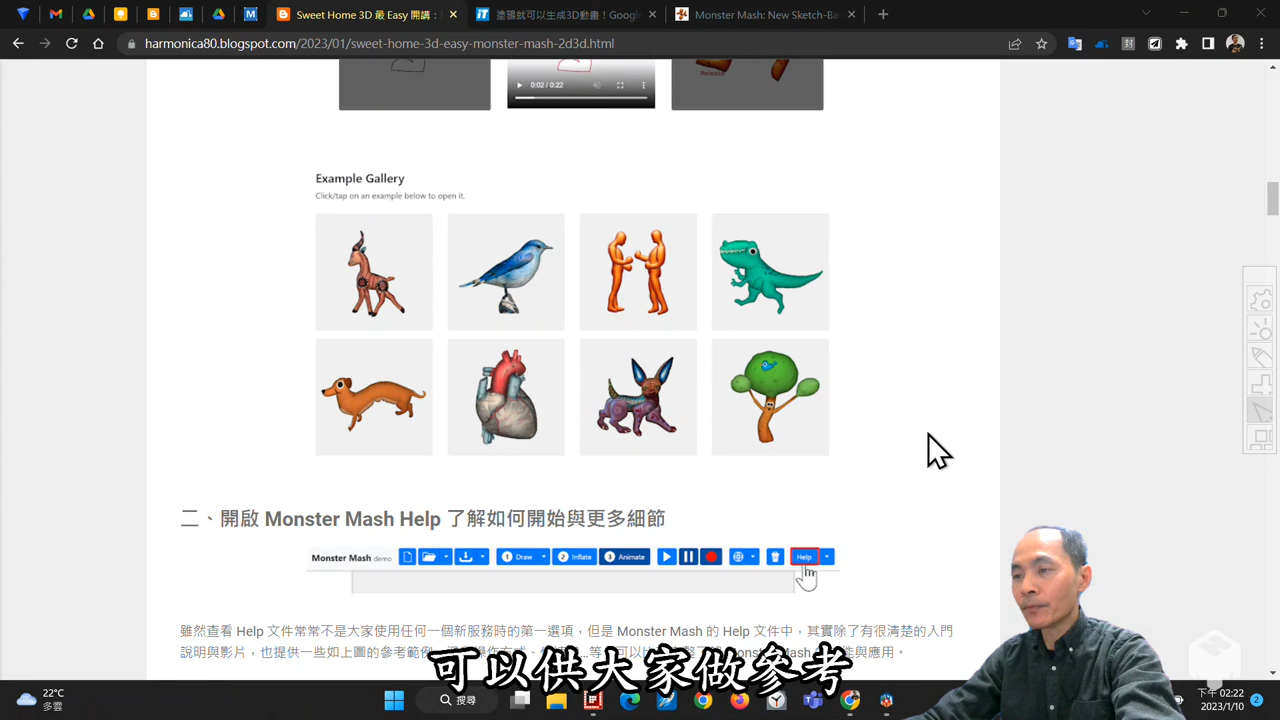 Sweet Home 3D 最 Easy 開講：
塗鴉就可以生成3D動畫！Google
Monster Mash: New Sketch-Ba
harmonica80.blogspot.com/2023/01/sweet-home-3d-easy-monster-mash-2d3d.html
0:02 / 0:22
Release
Example Gallery
Click/tap on an example below to open it.
二、開啟 Monster Mash Help 了解如何開始與更多細節
Monster Mash demo
1 Draw
2 Inflate
3 Animate
Help
雖然查看 Help 文件常常不是大家使用任何一個新服務時的第一選項，但是 Monster Mash 的 Help 文件中，其實除了有很清楚的入門
說明與影片，也提供一些如上圖的參考範例
可以供大家做參考
22°C
多雲
搜尋
下午 02:22
2023/1/10
2